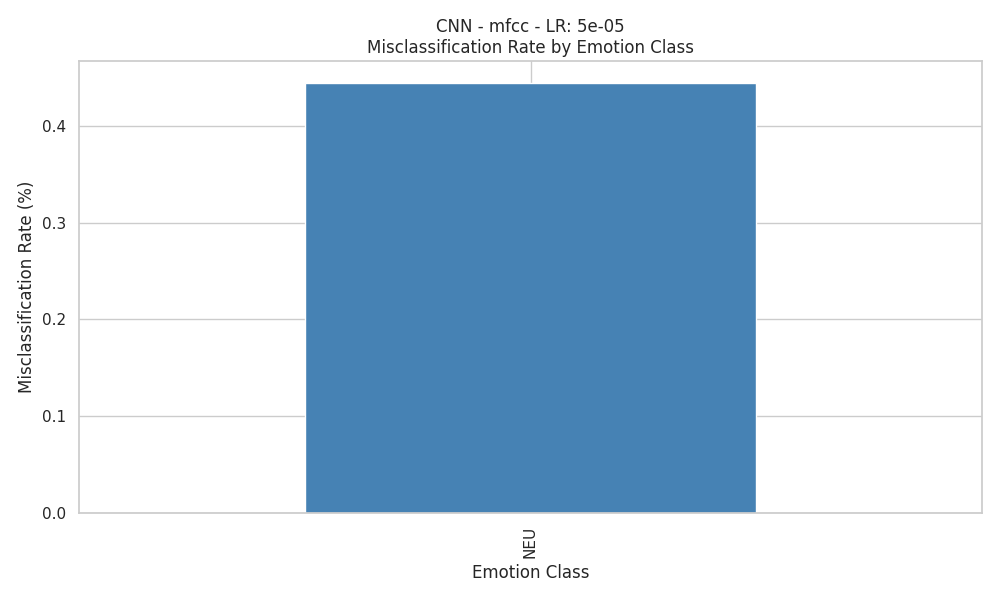 CNN - mfcc - LR: 5e-05
Misclassification Rate by Emotion Class
Misclassification Rate (%)
0.4
0.3
0.2
0.1
0.0
NEU
Emotion Class